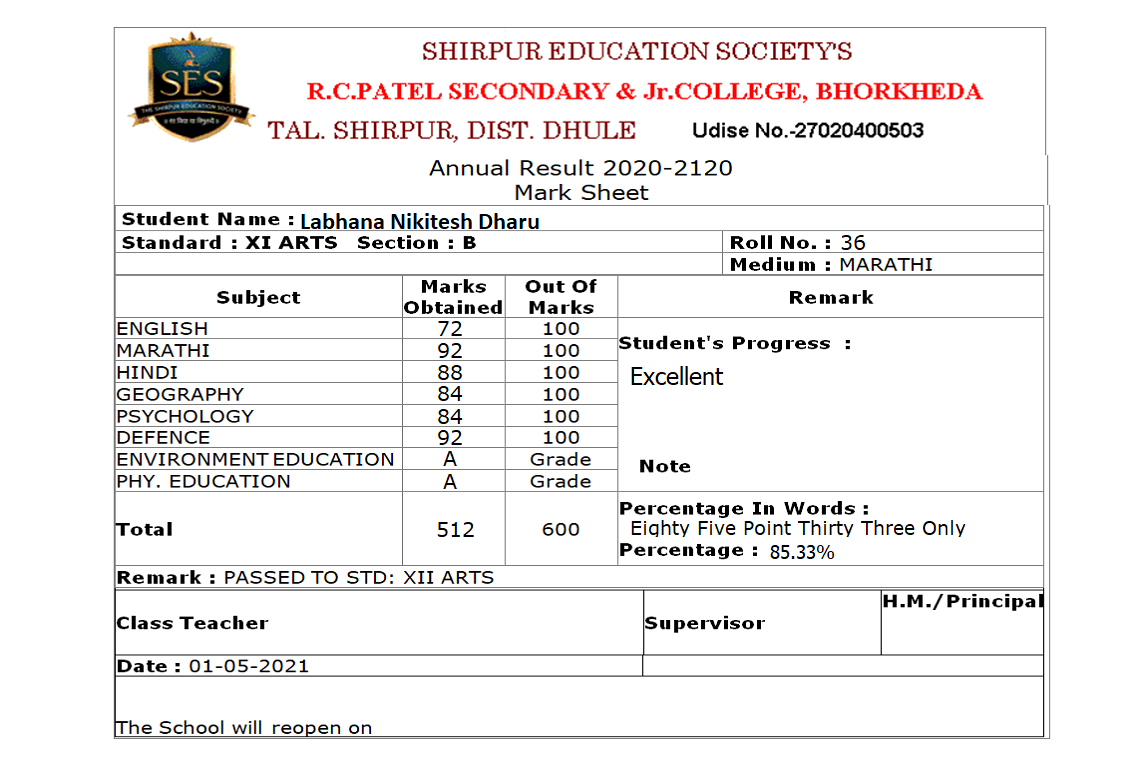 SES
THE SHIRPUR EDUCATION SOCIETY
SHIRPUR EDUCATION SOCIETY'S
R.C.PATEL SECONDARY & Jr.COLLEGE, BHORKHEDA
TAL. SHIRPUR, DIST. DHULE Udise No.-27020400503
Annual Result 2020-2120
Mark Sheet
Student Name : Labhana Nikitesh Dharu
Standard : XI ARTS Section : B Roll No. : 36
Medium : MARATHI
Subject Marks Obtained Out Of Marks Remark
ENGLISH 72 100
Student's Progress :
MARATHI 92 100
HINDI 88 100
Excellent
GEOGRAPHY 84 100
PSYCHOLOGY 84 100
DEFENCE 92 100
ENVIRONMENT EDUCATION A Grade
Note
PHY. EDUCATION A Grade
Total 512 600
Percentage In Words :
Eighty Five Point Thirty Three Only
Percentage : 85.33%
Remark : PASSED TO STD: XII ARTS
Class Teacher Supervisor H.M./Principal
Date : 01-05-2021
The School will reopen on